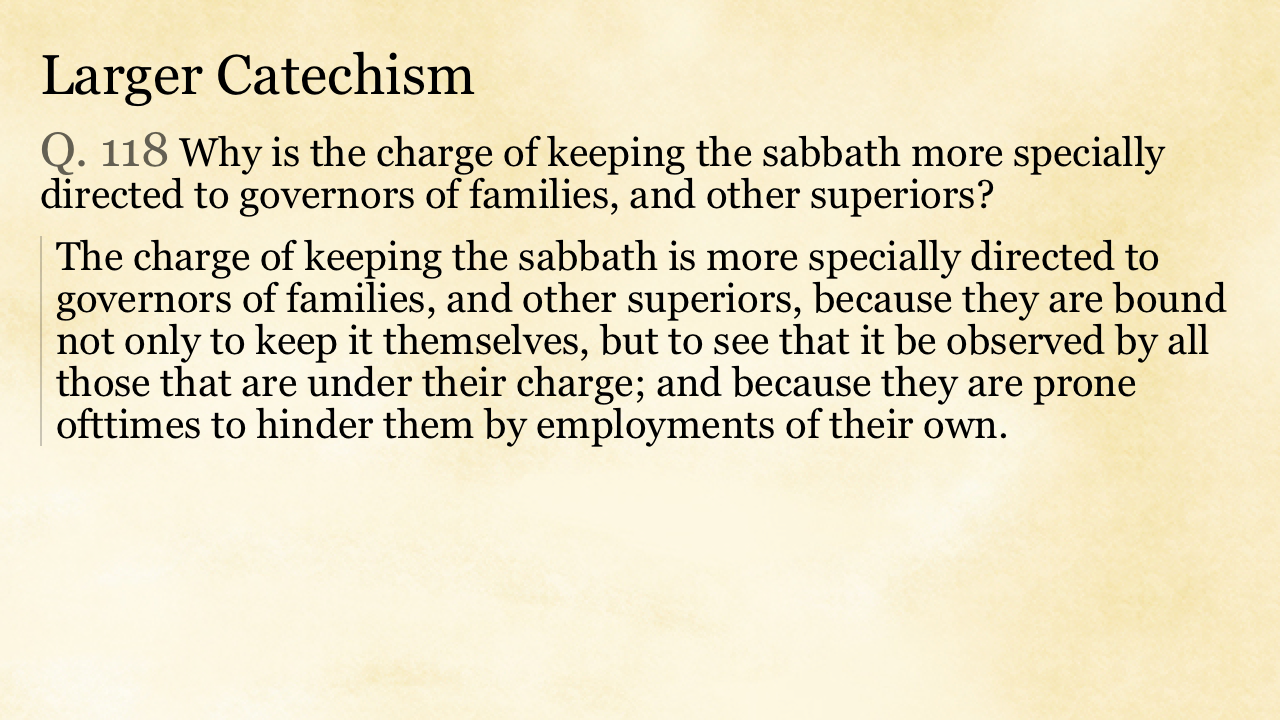 Larger Catechism
Q. 118 Why is the charge of keeping the sabbath more specially
directed to governors of families, and other superiors?
The charge of keeping the sabbath is more specially directed to
governors of families, and other superiors, because they are bound
not only to keep it themselves, but to see that it be observed by all
those that are under their charge; and because they are prone
ofttimes to hinder them by employments of their own.